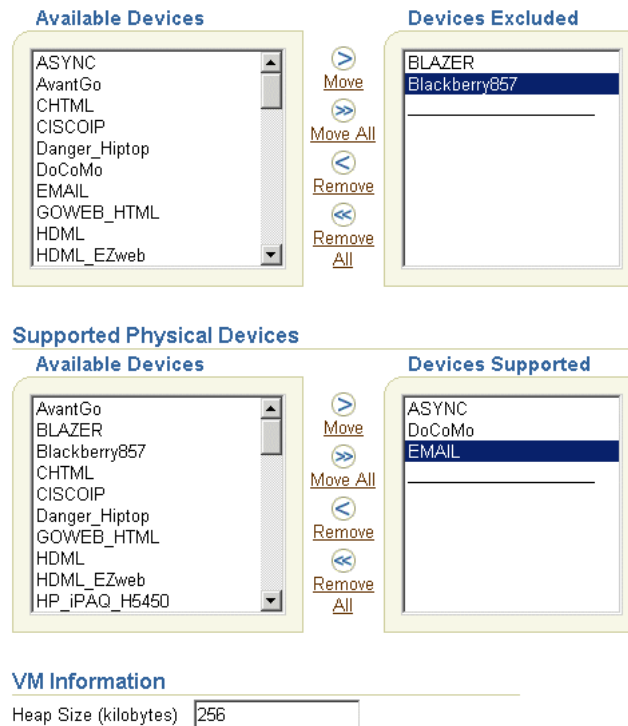 Available Devices
ASYNC
AvantGo
CHTML
CISCOIP
Danger_Hiptop
DoCoMo
EMAIL
GOWEB_HTML
HDML
HDML_EZweb
Move
Move All
Remove
Remove
All
Devices Excluded
BLAZER
Blackberry857
Supported Physical Devices
Available Devices
AvantGo
BLAZER
Blackberry857
CHTML
CISCOIP
Danger_Hiptop
GOWEB_HTML
HDML
HDML_EZweb
HP_iPAQ_H5450
Move
Move All
Remove
Remove
All
Devices Supported
ASYNC
DoCoMo
EMAIL
VM Information
Heap Size (kilobytes) 256